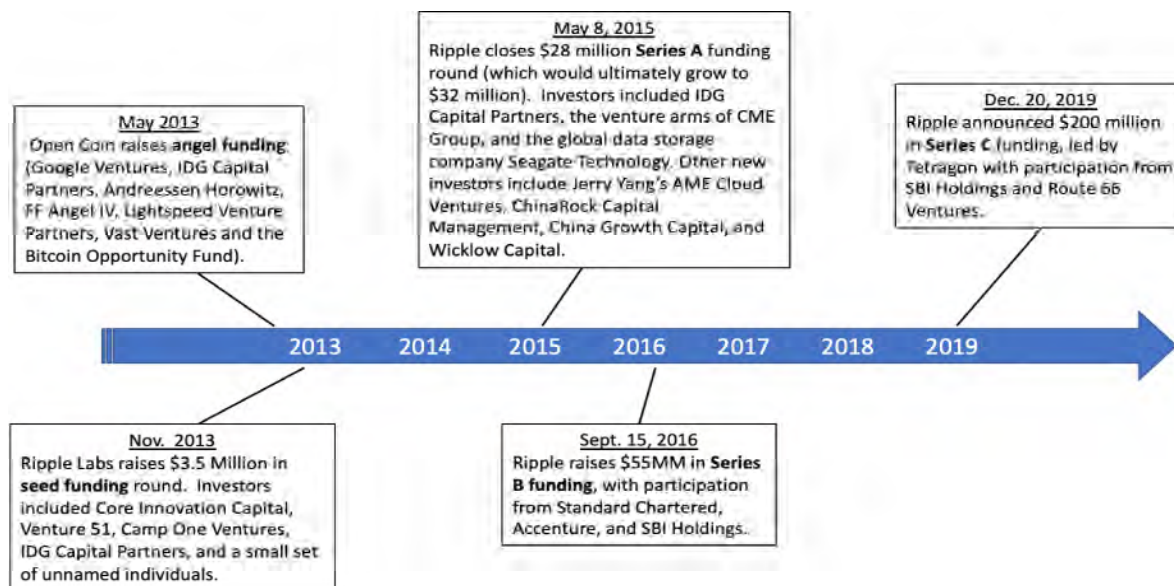 May 2013
Open Coin raises angel funding
(Google Ventures, IDG Capital
Partners, Andreessen Horowitz,
FF Angel IV, Lightspeed Venture
Partners, Vast Ventures and the
Bitcoin Opportunity Fund).
May 8, 2015
Ripple closes $28 million Series A funding
round (which would ultimately grow to
$32 million). Investors included IDG
Capital Partners, the venture arms of CME
Group, and the global data storage
company Seagate Technology. Other new
investors include Jerry Yang's AME Cloud
Ventures, ChinaRock Capital
Management, China Growth Capital, and
Wicklow Capital.
Dec. 20, 2019
Ripple announced $200 million
in Series C funding, led by
Tetragon with participation from
SBI Holdings and Route 66
Ventures.
2013 2014 2015 2016 2017 2018 2019
Nov. 2013
Ripple Labs raises $3.5 Million in
seed funding round. Investors
included Core Innovation Capital,
Venture 51, Camp One Ventures,
IDG Capital Partners, and a small set
of unnamed individuals.
Sept. 15, 2016
Ripple raises $55MM in Series
B funding, with participation
from Standard Chartered,
Accenture, and SBI Holdings.